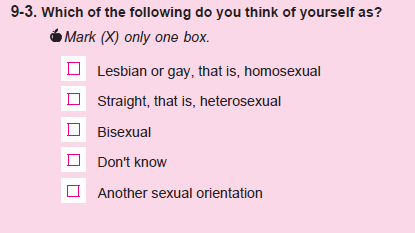 9-3. Which of the following do you think of yourself as?
Mark (X) only one box.
Lesbian or gay, that is, homosexual
Straight, that is, heterosexual
Bisexual
Don't know
Another sexual orientation